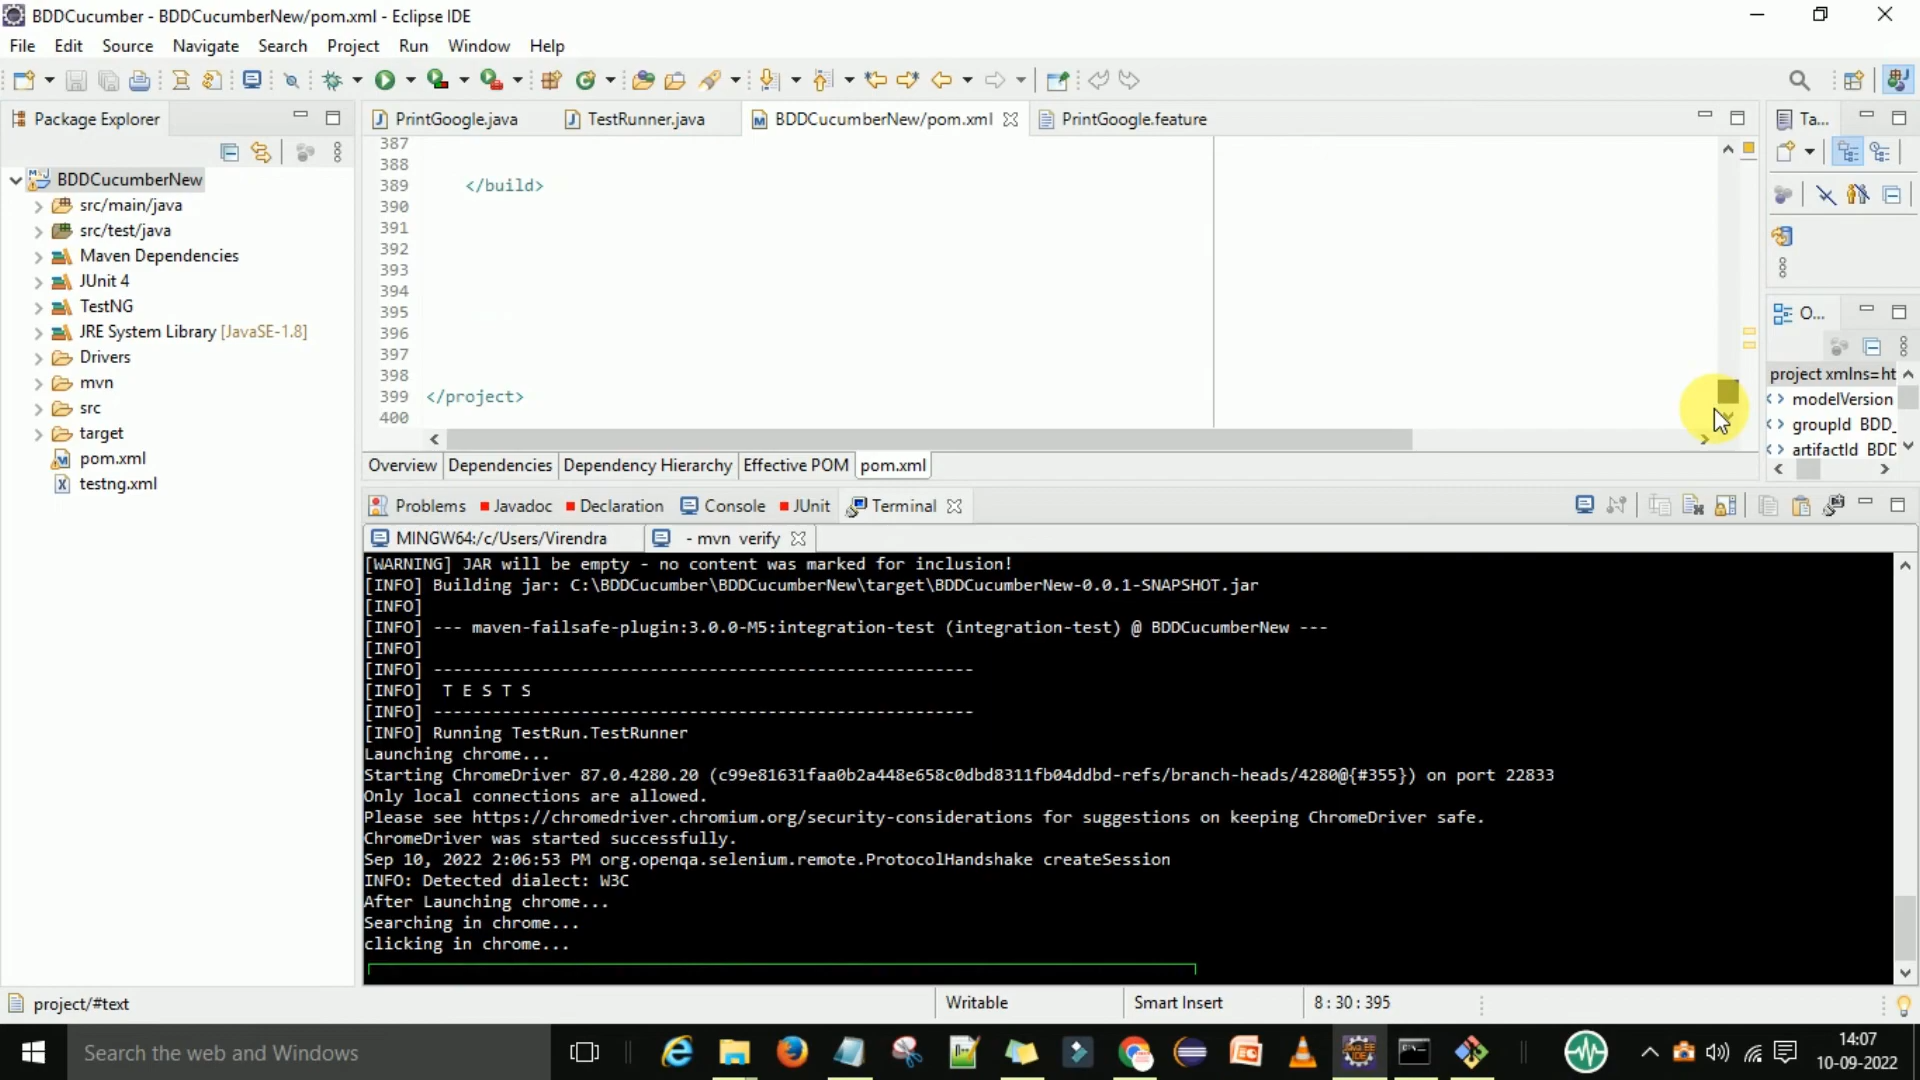 BDDCucumber - BDDCucumberNew/pom.xml - Eclipse IDE
File Edit Source Navigate Search Project Run Window Help
Package Explorer
PrintGoogle.java TestRunner.java BDDCucumberNew/pom.xml PrintGoogle.feature
Ta...
BDDCucumberNew
src/main/java
src/test/java
Maven Dependencies
JUnit 4
TestNG
JRE System Library [JavaSE-1.8]
Drivers
mvn
src
target
pom.xml
testng.xml
387
388
389 </build>
390
391
392
393
394
395
396
397
398
399 </project>
400
O...
project xmlns=ht
modelVersion
groupId BDD_
artifactId BDD
Overview Dependencies Dependency Hierarchy Effective POM pom.xml
Problems Javadoc Declaration Console JUnit Terminal
MINGW64:/c/Users/Virendra - mvn verify
[WARNING] JAR will be empty - no content was marked for inclusion!
[INFO] Building jar: C:\BDDCucumber\BDDCucumberNew\target\BDDCucumberNew-0.0.1-SNAPSHOT.jar
[INFO]
[INFO] --- maven-failsafe-plugin:3.0.0-M5:integration-test (integration-test) @ BDDCucumberNew ---
[INFO]
[INFO] -------------------------------------------------------
[INFO] T E S T S
[INFO] -------------------------------------------------------
[INFO] Running TestRun.TestRunner
Launching chrome...
Starting ChromeDriver 87.0.4280.20 (c99e81631faa0b2a448e658c0dbd8311fb04ddbd-refs/branch-heads/4280@{#355}) on port 22833
Only local connections are allowed.
Please see https://chromedriver.chromium.org/security-considerations for suggestions on keeping ChromeDriver safe.
ChromeDriver was started successfully.
Sep 10, 2022 2:06:53 PM org.openqa.selenium.remote.ProtocolHandshake createSession
INFO: Detected dialect: W3C
After Launching chrome...
Searching in chrome...
clicking in chrome...
project/#text Writable Smart Insert 8 : 30 : 395
Search the web and Windows
14:07
10-09-2022